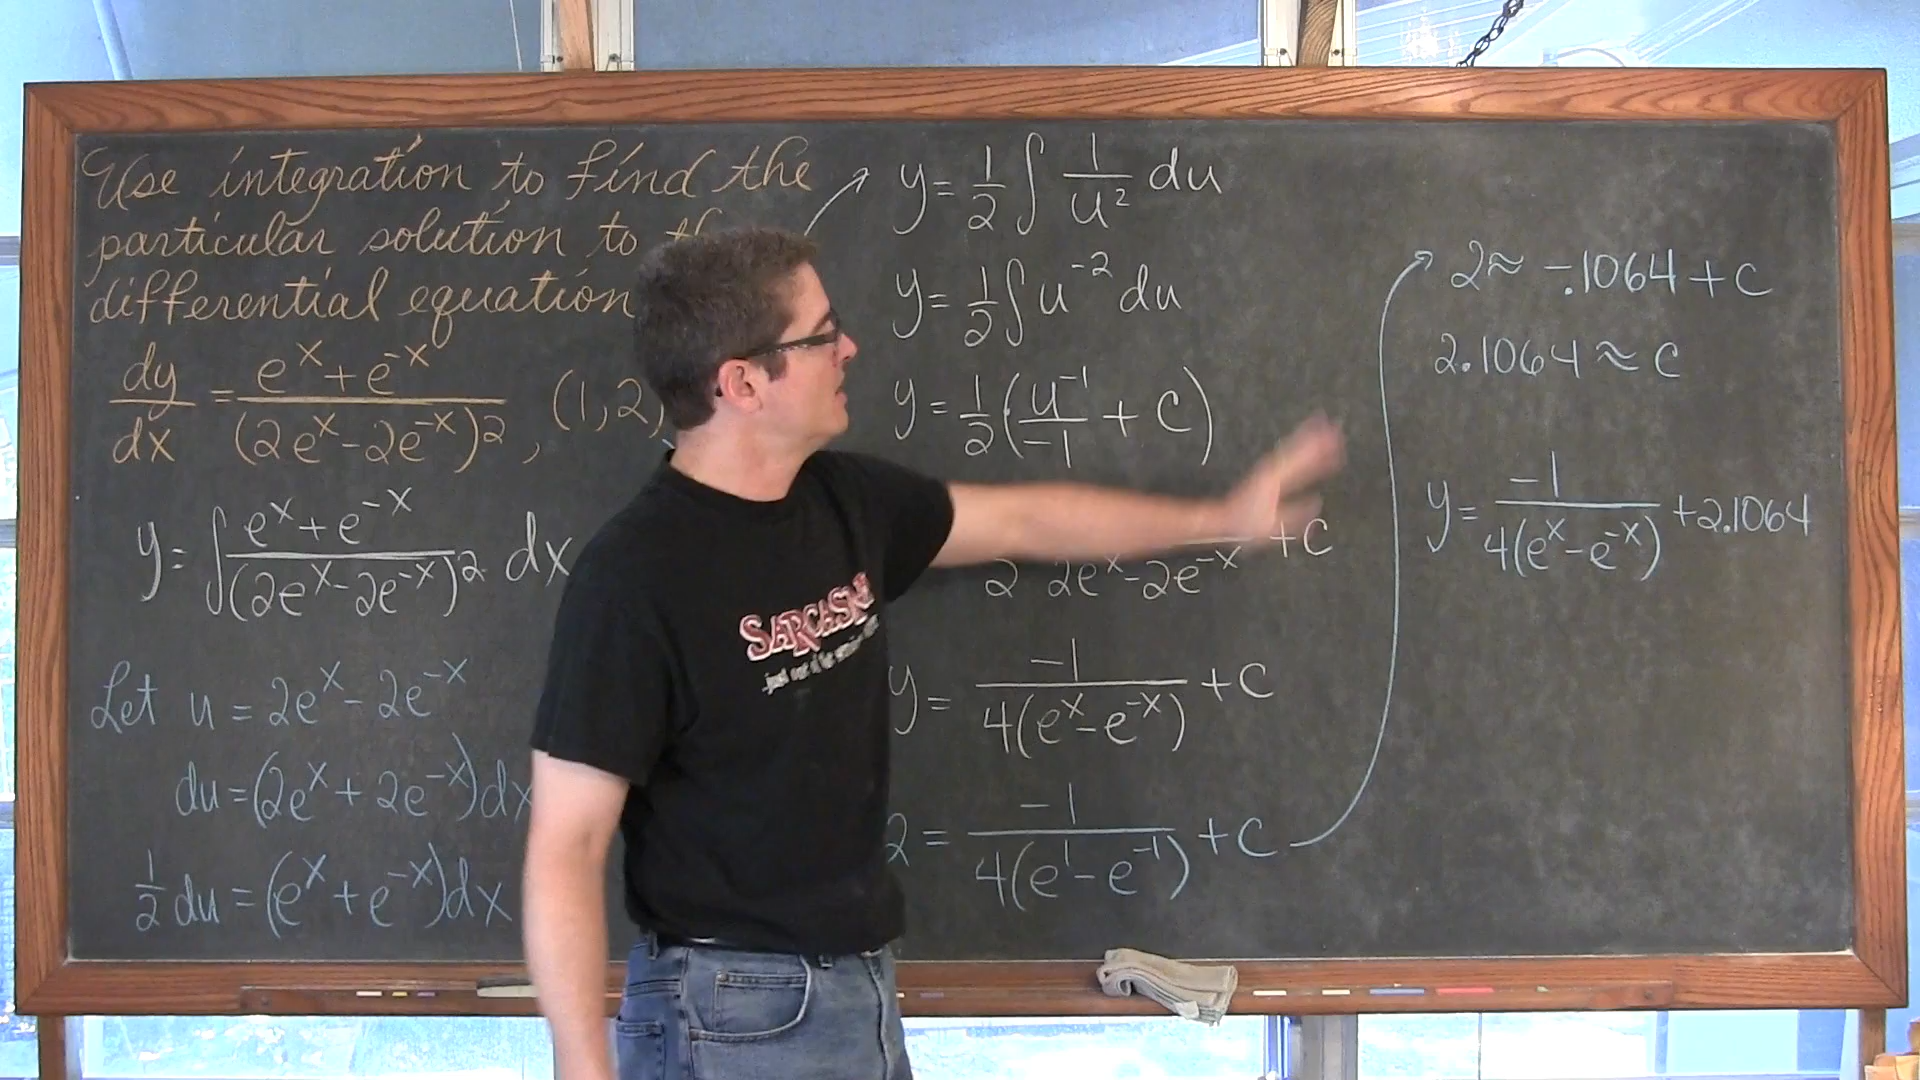 Use integration to find the
particular solution to th
differential equation
dy/dx = (e^x + e^-x)/(2e^x - 2e^-x)^2 , (1,2)
y = ∫ (e^x + e^-x)/(2e^x - 2e^-x)^2 dx
Let u = 2e^x - 2e^-x
du = (2e^x + 2e^-x)dx
1/2 du = (e^x + e^-x)dx
y = 1/2 ∫ 1/u^2 du
y = 1/2 ∫ u^-2 du
y = 1/2 (u^-1/-1 + C)
2 2e^x - 2e^-x + C
y = -1/4(e^x - e^-x) + C
2 = -1/4(e^1 - e^-1) + C
2 ≈ -.1064 + C
2.1064 ≈ C
y = -1/4(e^x - e^-x) + 2.1064
SARCASM